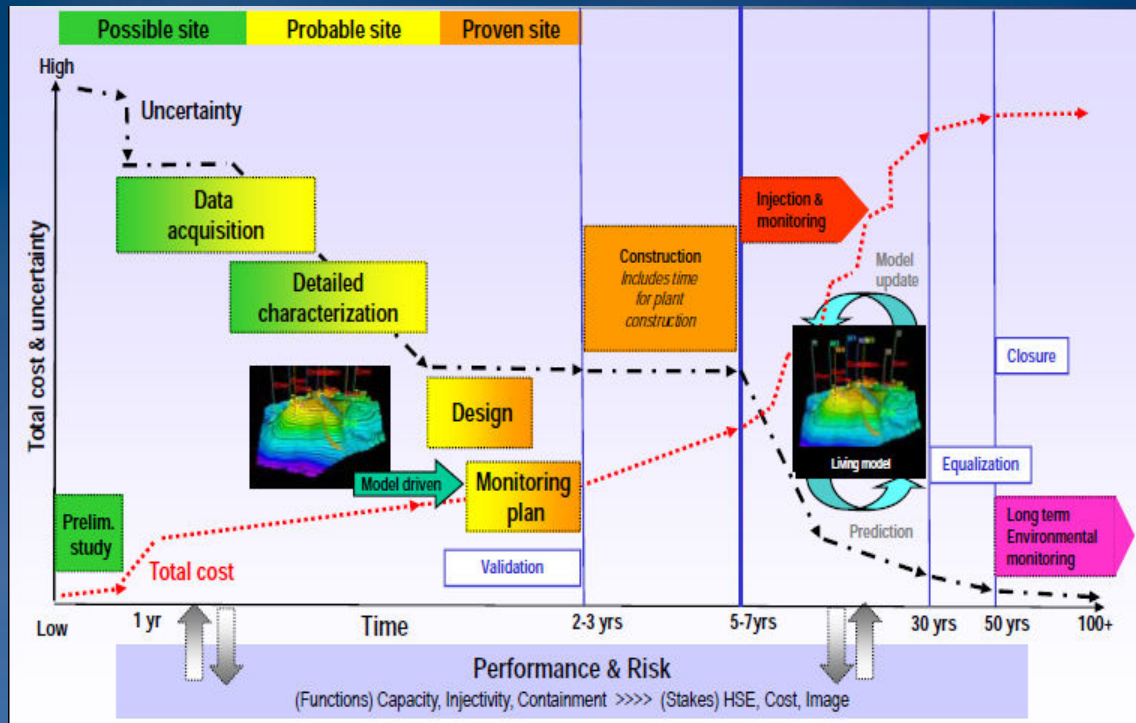 Possible site
Probable site
Proven site
High
Uncertainty
Total cost & uncertainty
Data
acquisition
Detailed
characterization
Design
Model driven
Monitoring
plan
Prelim.
study
Total cost
Validation
Construction
Includes time
for plant
construction
Injection &
monitoring
Model
update
Living model
Prediction
Closure
Equalization
Long term
Environmental
monitoring
Low
1 yr
Time
2-3 yrs
5-7yrs
30 yrs
50 yrs
100+
Performance & Risk
(Functions) Capacity, Injectivity, Containment >>>> (Stakes) HSE, Cost, Image